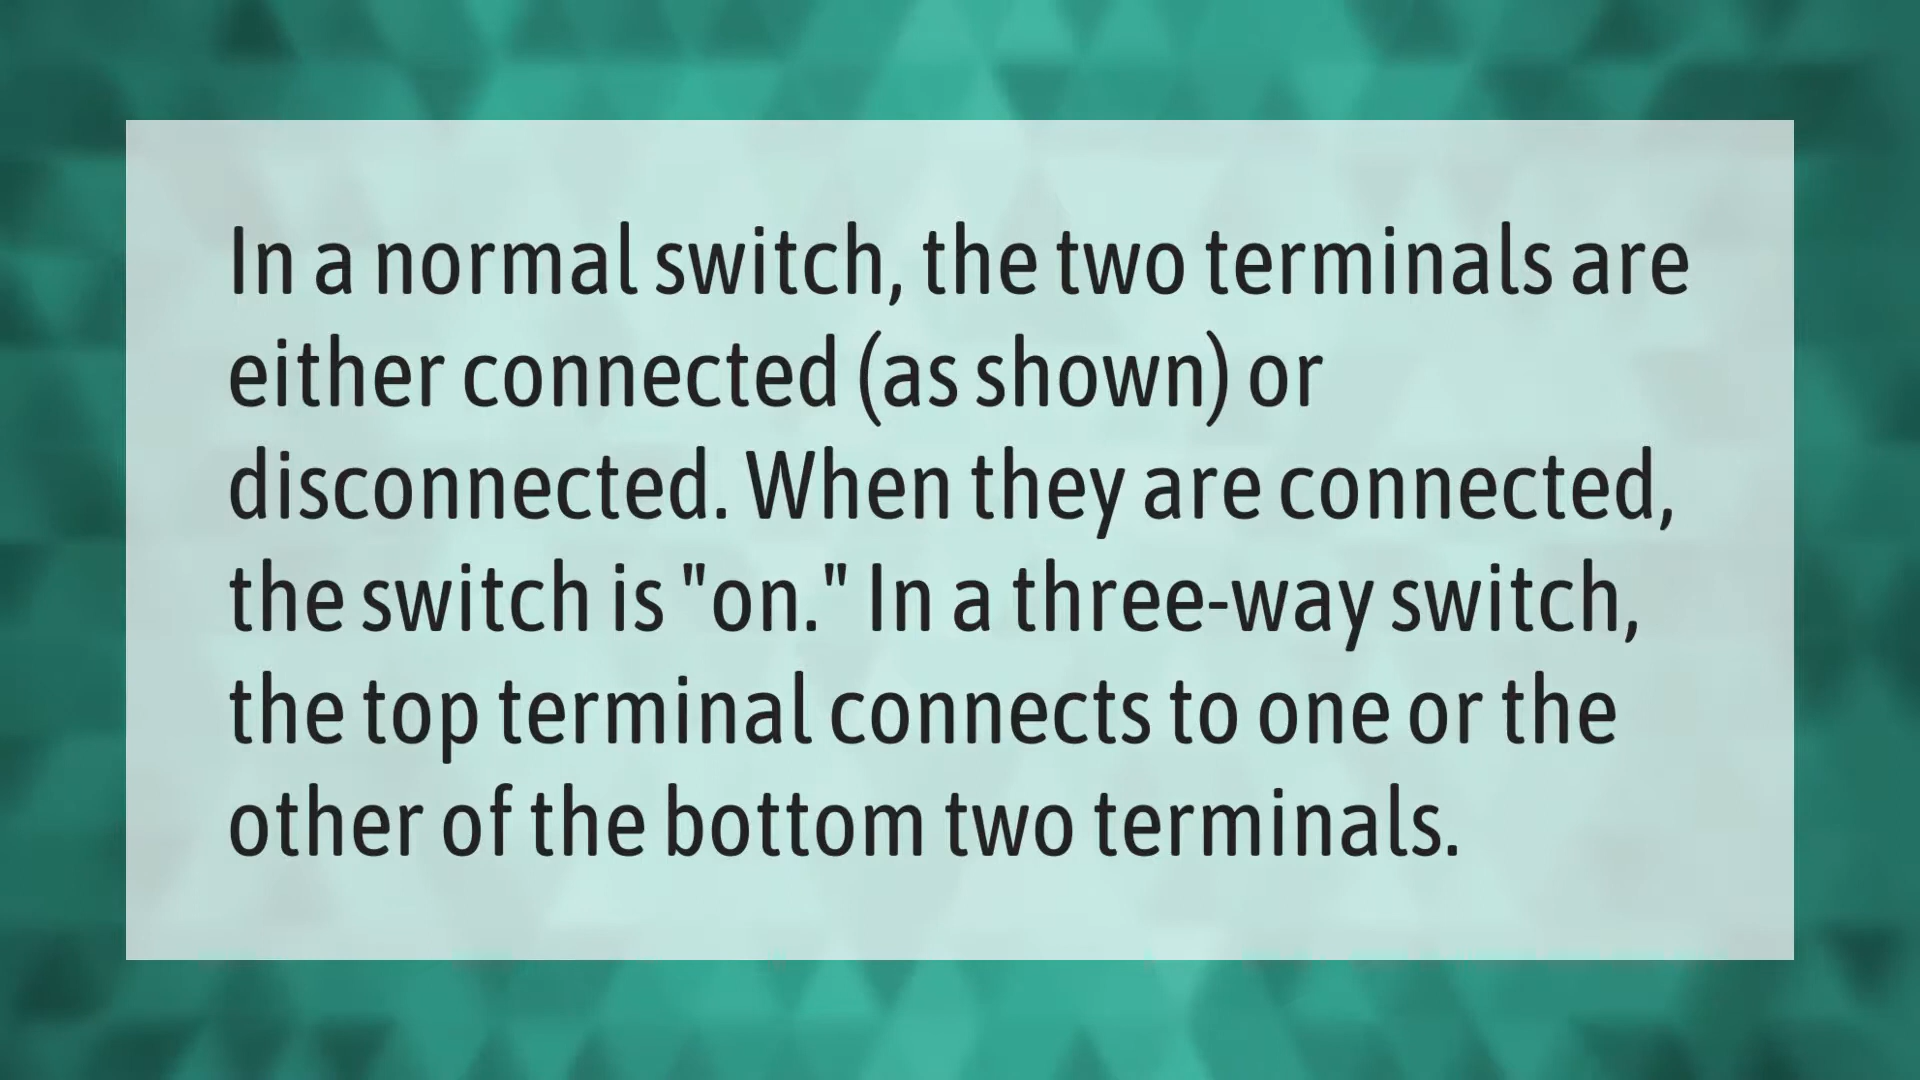 In a normal switch, the two terminals are
either connected (as shown) or
disconnected. When they are connected,
the switch is "on." In a three-way switch,
the top terminal connects to one or the
other of the bottom two terminals.